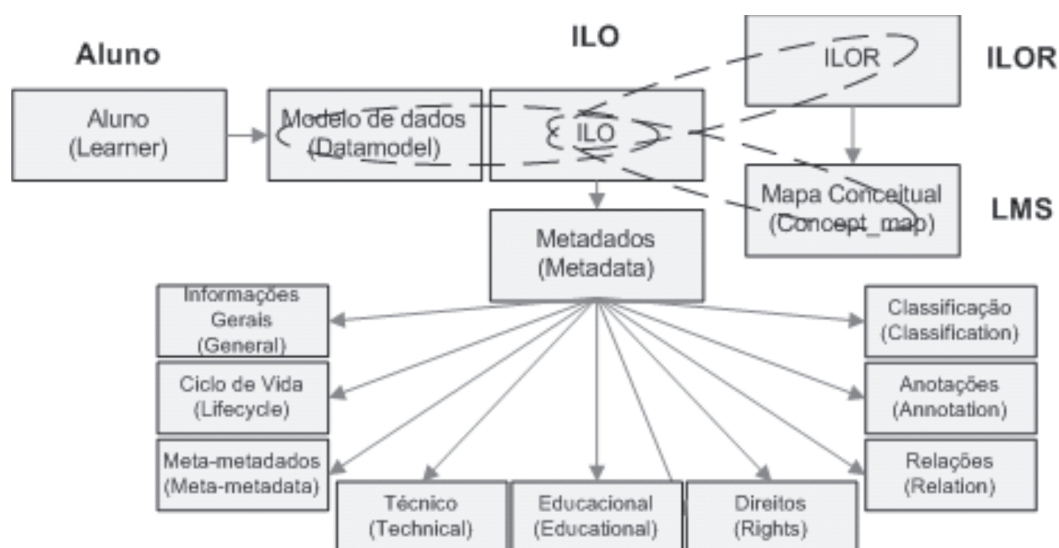 Aluno
ILO
ILOR
ILOR
Aluno
(Learner)
Modelo de dados
(Datamodel)
ILO
Mapa Conceitual
(Concept_map)
LMS
Metadados
(Metadata)
Informações
Gerais
(General)
Ciclo de Vida
(Lifecycle)
Meta-metadados
(Meta-metadata)
Técnico
(Technical)
Educacional
(Educational)
Direitos
(Rights)
Classificação
(Classification)
Anotações
(Annotation)
Relações
(Relation)